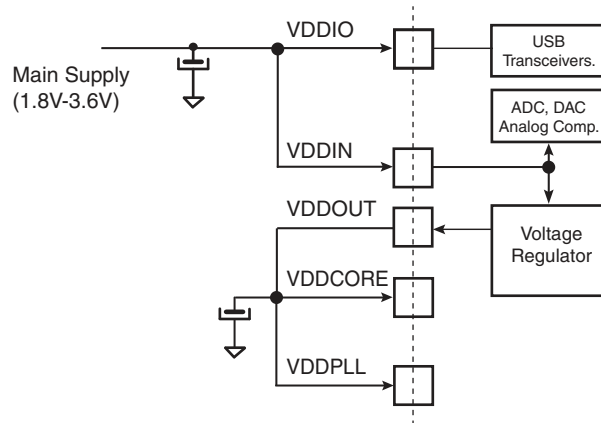 VDDIO
USB
Transceivers.
Main Supply
(1.8V-3.6V)
ADC, DAC
Analog Comp.
VDDIN
VDDOUT
Voltage
Regulator
VDDCORE
VDDPLL